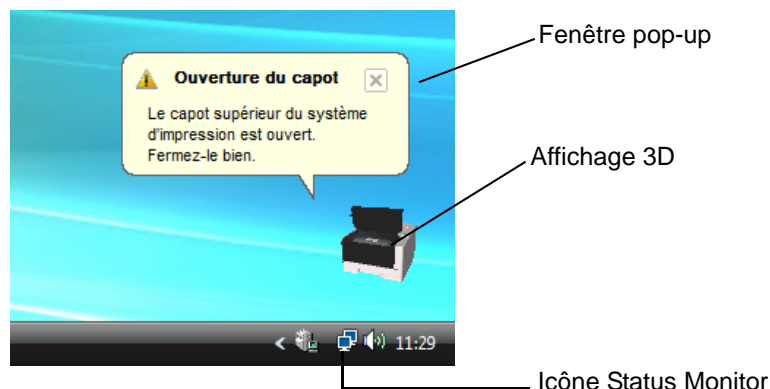 Fenêtre pop-up
Ouverture du capot
Le capot supérieur du système
d'impression est ouvert.
Fermez-le bien.
Affichage 3D
11:29
Icône Status Monitor